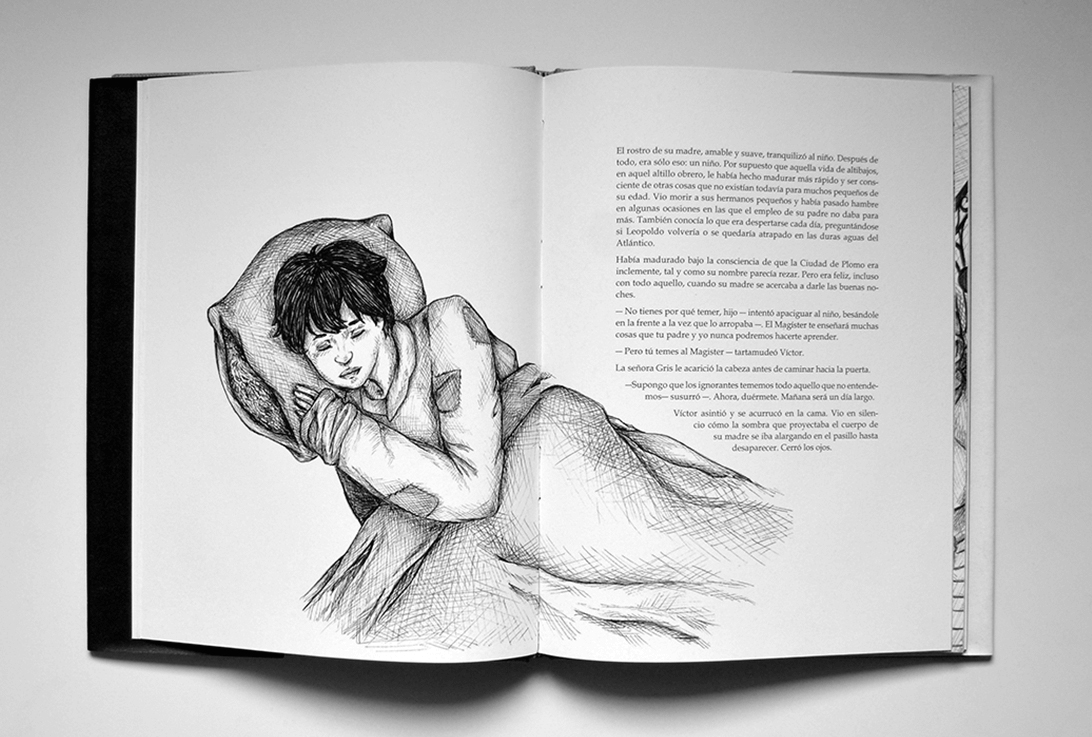 El rostro de su madre, amable y suave, tranquilizó al niño. Después de
todo, era sólo eso: un niño. Por supuesto que aquella vida de altibajos,
en aquel altillo obrero, le había hecho madurar más rápido y ser cons-
ciente de otras cosas que no existían todavía para muchos pequeños de
su edad. Vio morir a sus hermanos pequeños y había pasado hambre
en algunas ocasiones en las que el empleo de su padre no daba para
más. También conocía lo que era despertarse cada día, preguntándose
si Leopoldo volvería o se quedaría atrapado en las duras aguas del
Atlántico.
Había madurado bajo la consciencia de que la Ciudad de Plomo era
inclemente, tal y como su nombre parecía rezar. Pero era feliz, incluso
con todo aquello, cuando su madre se acercaba a darle las buenas no-
ches.
— No tienes por qué temer, hijo — intentó apaciguar al niño, besándole
en la frente a la vez que lo arropaba —. El Magister te enseñará muchas
cosas que tu padre y yo nunca podremos hacerte aprender.
— Pero tú temes al Magister — tartamudeó Víctor.
La señora Gris le acarició la cabeza antes de caminar hacia la puerta.
—Supongo que los ignorantes tememos todo aquello que no entende-
mos— susurró —. Ahora, duérmete. Mañana será un día largo.
Víctor asintió y se acurrucó en la cama. Vio en silen-
cio cómo la sombra que proyectaba el cuerpo de
su madre se iba alargando en el pasillo hasta
desaparecer. Cerró los ojos.